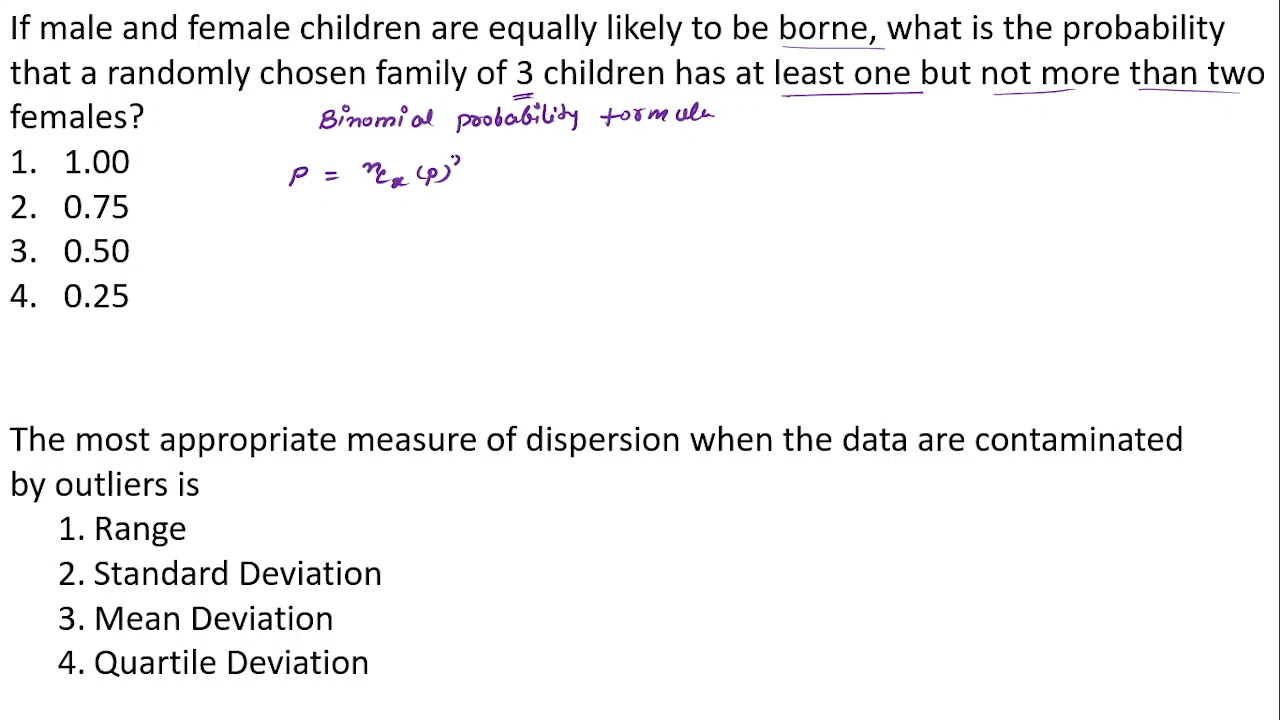 If male and female children are equally likely to be borne, what is the probability
that a randomly chosen family of 3 children has at least one but not more than two
females?
Binomial probability formula
1. 1.00
P = nCx (p)
2. 0.75
3. 0.50
4. 0.25
The most appropriate measure of dispersion when the data are contaminated
by outliers is
1. Range
2. Standard Deviation
3. Mean Deviation
4. Quartile Deviation